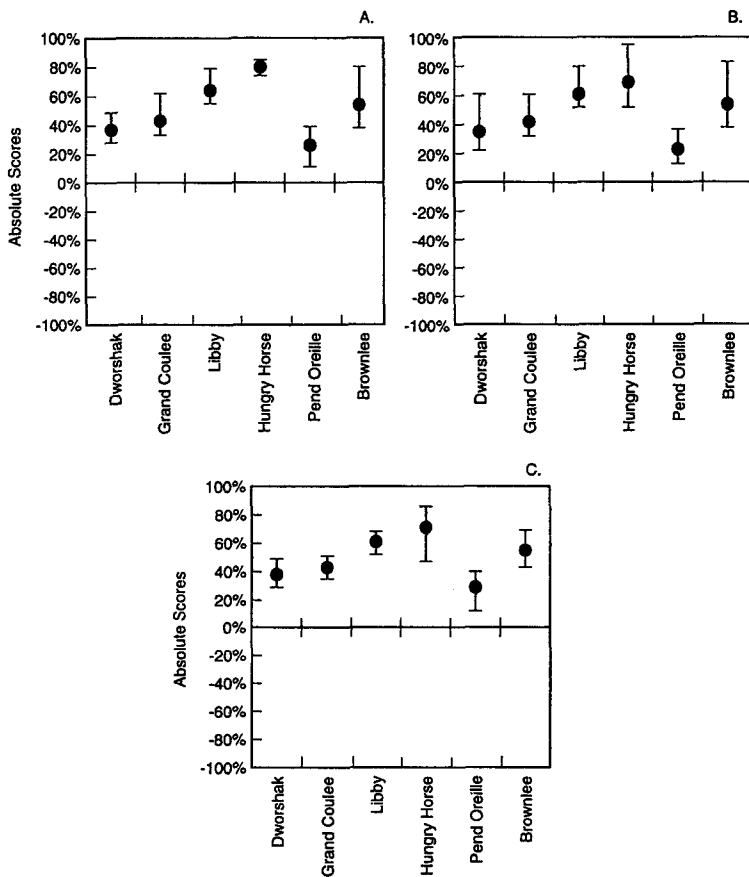 A.
Absolute Scores
100%
80%
60%
40%
20%
0%
-20%
-40%
-60%
-80%
-100%
Dworshak
Grand Coulee
Libby
Hungry Horse
Pend Oreille
Brownlee
B.
100%
80%
60%
40%
20%
0%
-20%
-40%
-60%
-80%
-100%
Dworshak
Grand Coulee
Libby
Hungry Horse
Pend Oreille
Brownlee
C.
Absolute Scores
100%
80%
60%
40%
20%
0%
-20%
-40%
-60%
-80%
-100%
Dworshak
Grand Coulee
Libby
Hungry Horse
Pend Oreille
Brownlee